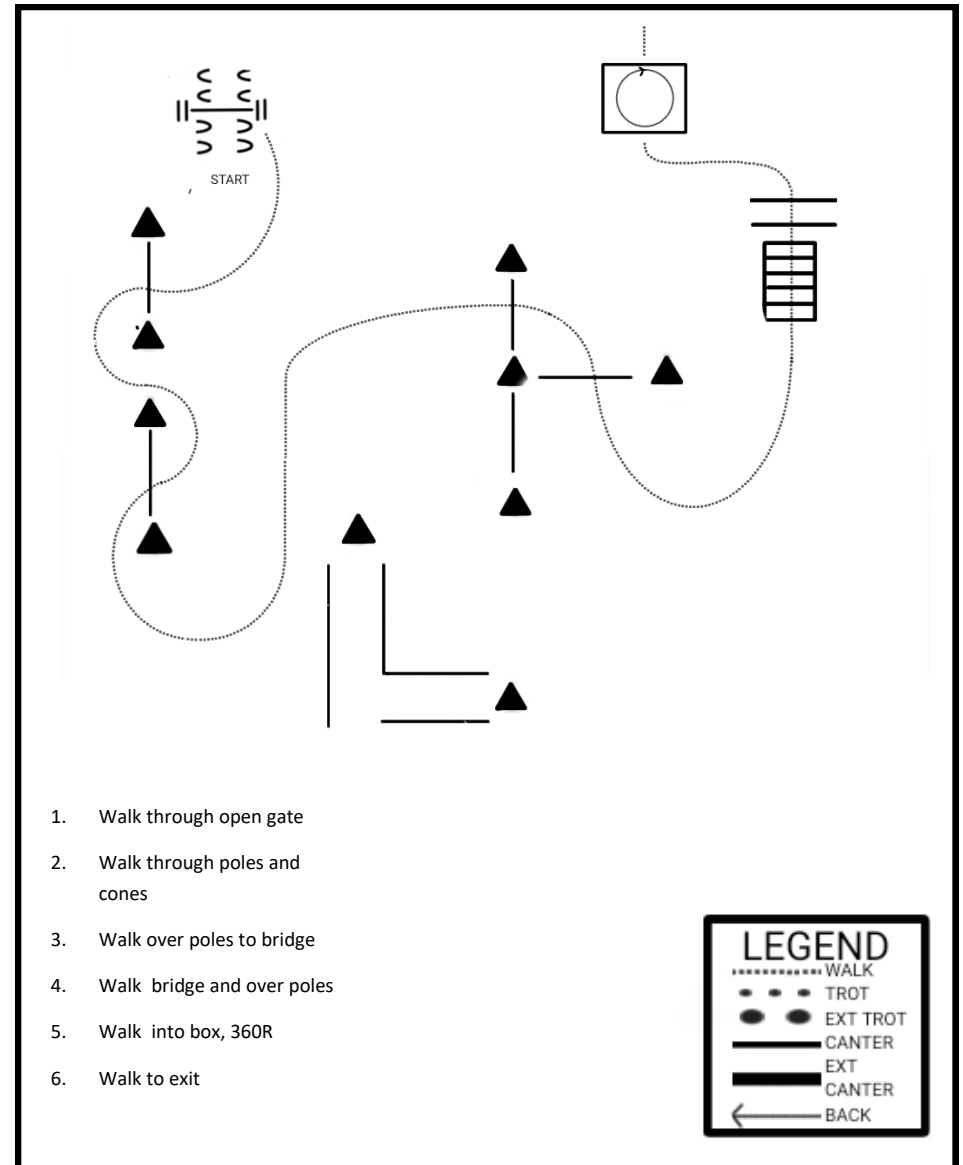 START
1. Walk through open gate
2. Walk through poles and
cones
3. Walk over poles to bridge
4. Walk bridge and over poles
5. Walk into box, 360R
6. Walk to exit
LEGEND
WALK
TROT
EXT TROT
CANTER
EXT
CANTER
BACK